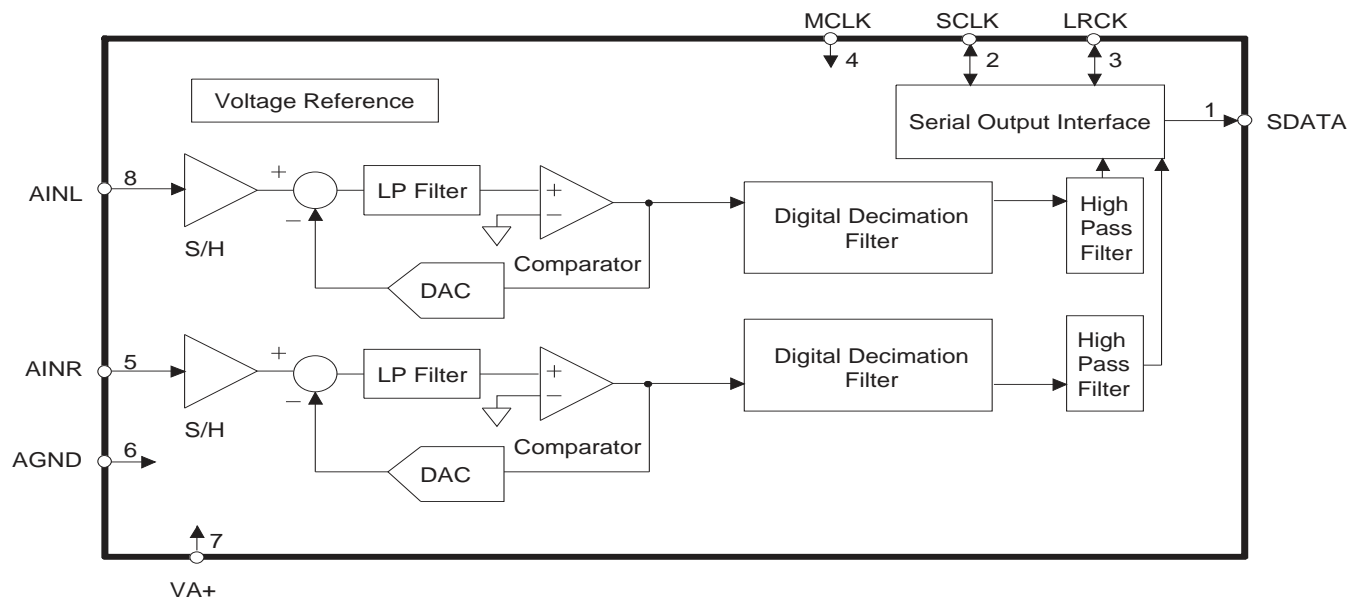 MCLK
SCLK
LRCK
4
2
3
Voltage Reference
Serial Output Interface
1
SDATA
AINL
8
+
−
S/H
LP Filter
+
−
Comparator
DAC
Digital Decimation
Filter
High
Pass
Filter
AINR
5
+
−
S/H
LP Filter
+
−
Comparator
DAC
Digital Decimation
Filter
High
Pass
Filter
AGND
6
7
VA+